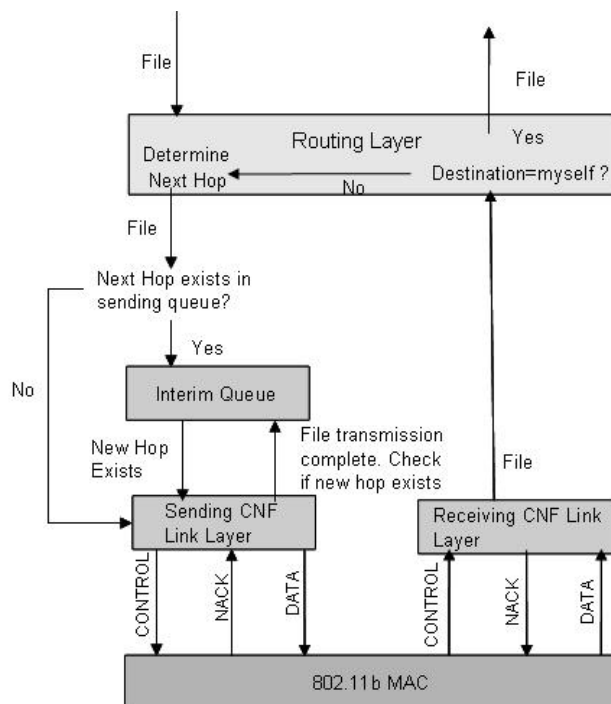 File
File
Routing Layer
Yes
Determine
Next Hop
No
Destination=myself ?
File
Next Hop exists in
sending queue?
Yes
No
Interim Queue
New Hop
Exists
File transmission
complete. Check
if new hop exists
File
Sending CNF
Link Layer
Receiving CNF Link
Layer
CONTROL
NACK
DATA
CONTROL
NACK
DATA
802.11b MAC